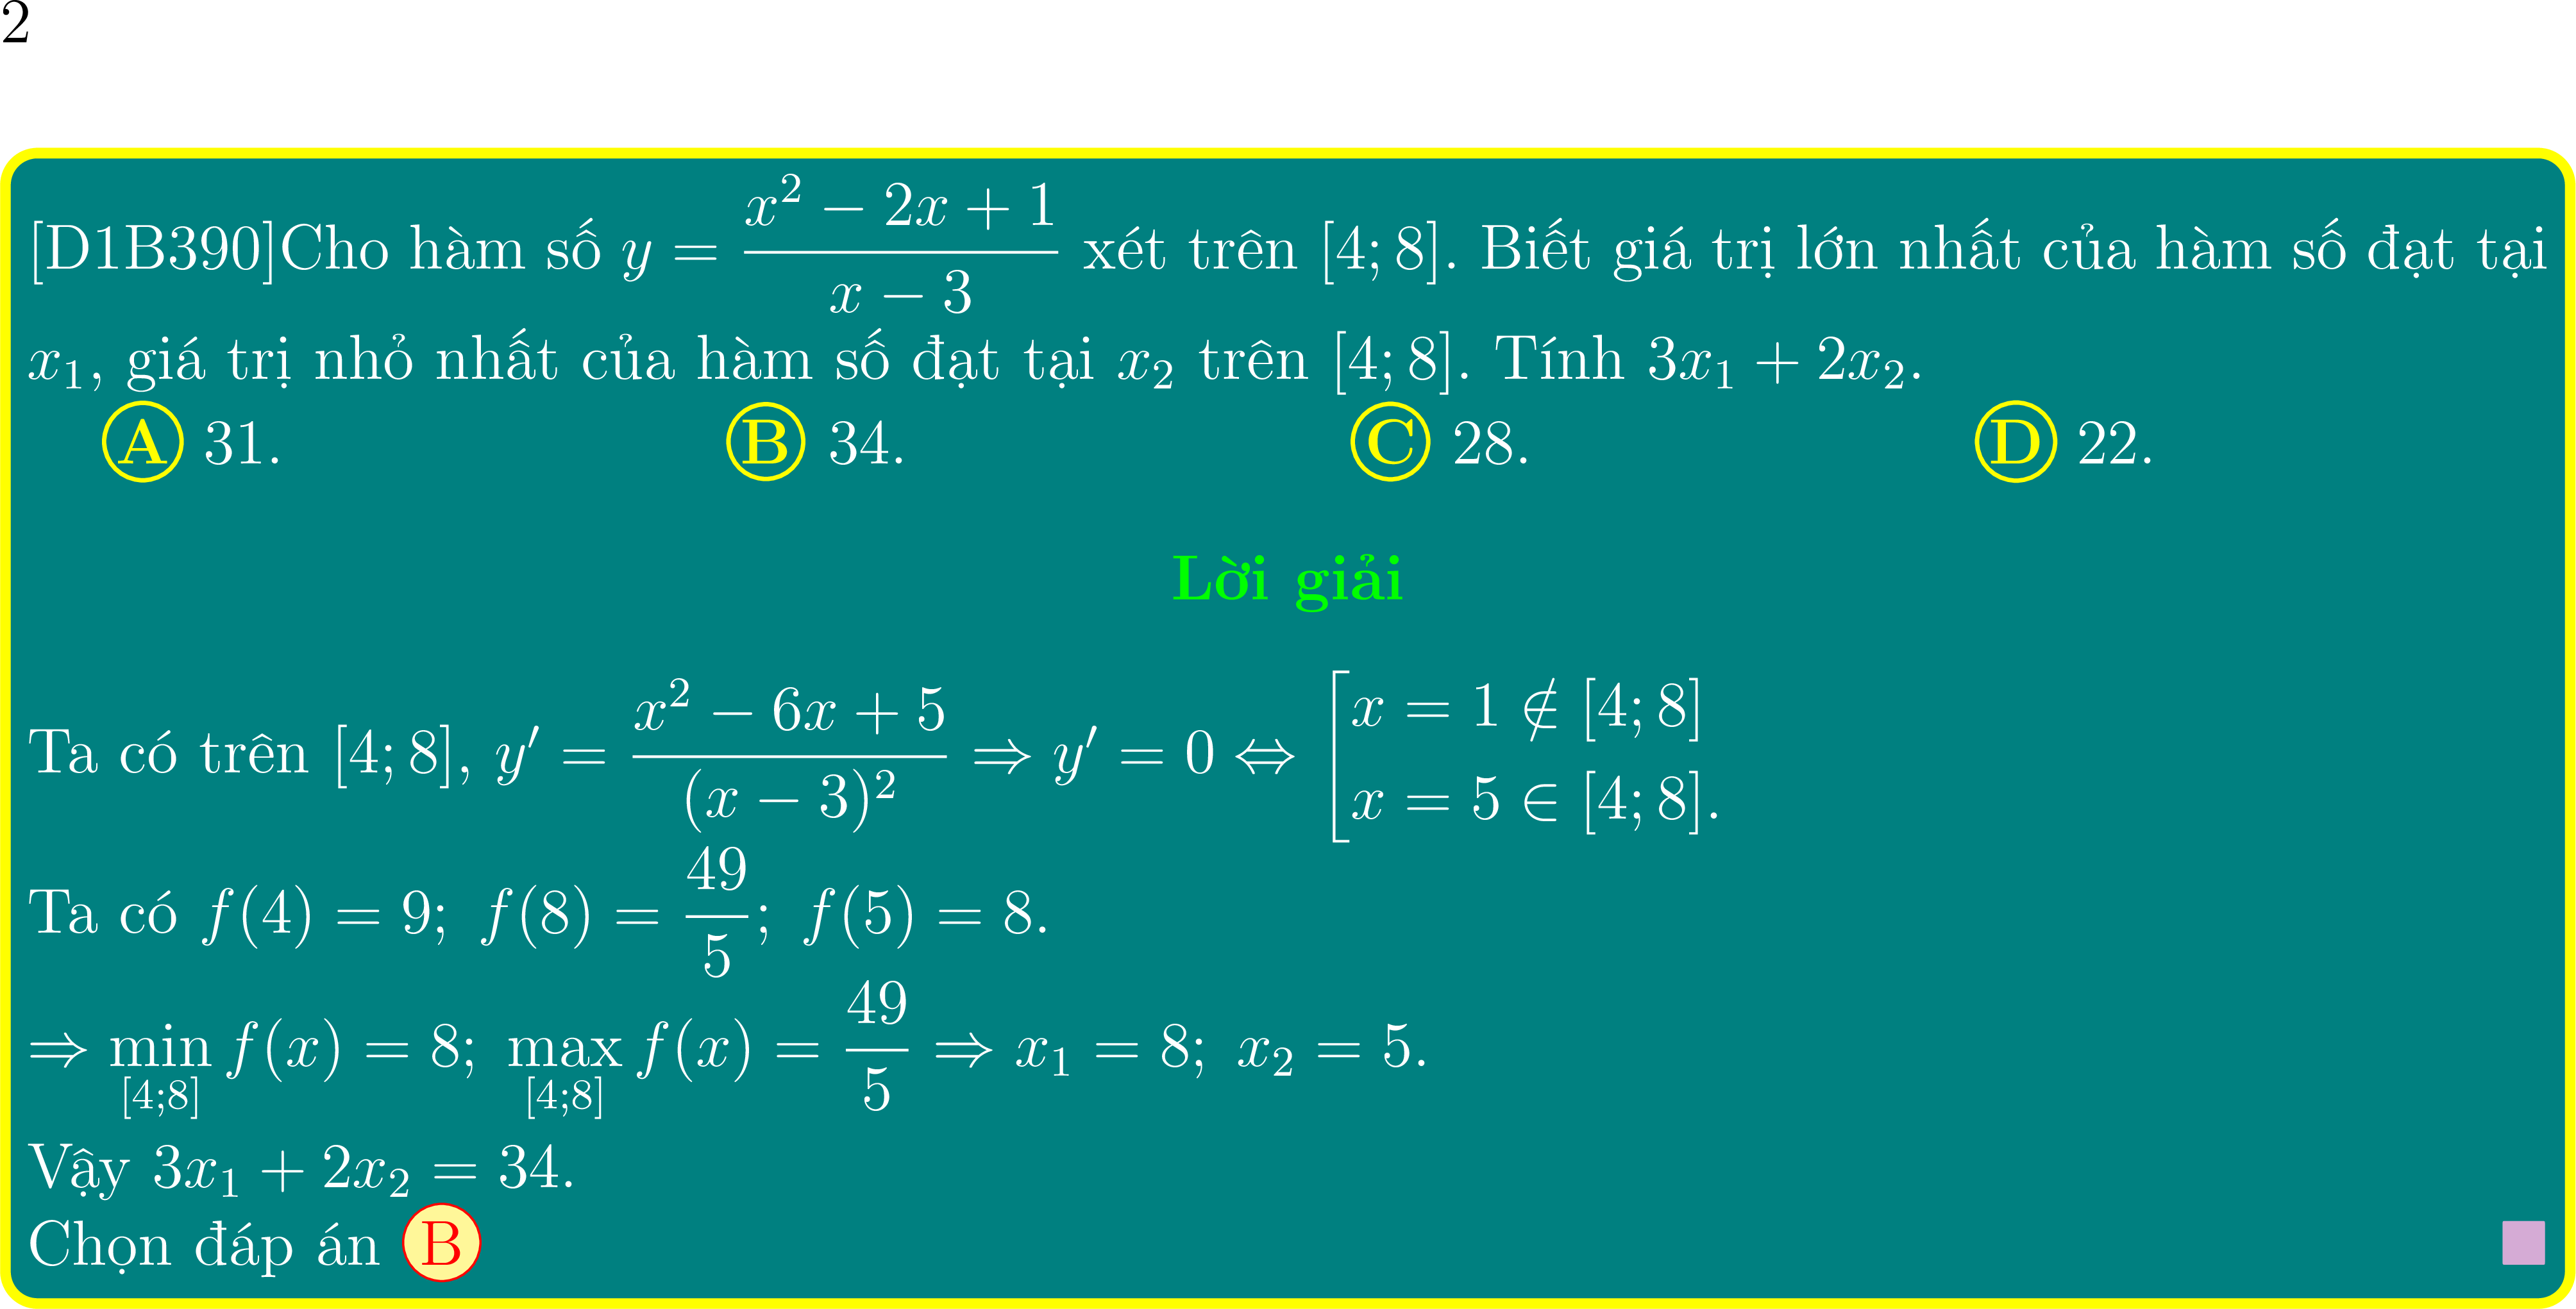 2
[D1B390]Cho hàm số $y = \dfrac{x^2 - 2x + 1}{x - 3}$ xét trên $[4; 8]$. Biết giá trị lớn nhất của hàm số đạt tại
$x_1$, giá trị nhỏ nhất của hàm số đạt tại $x_2$ trên $[4; 8]$. Tính $3x_1 + 2x_2$.
A 31. B 34. C 28. D 22.
Lời giải
Ta có trên $[4; 8]$, $y' = \dfrac{x^2 - 6x + 5}{(x - 3)^2} \Rightarrow y' = 0 \Leftrightarrow \left[\begin{array}{l} x = 1 \notin [4; 8] \\ x = 5 \in [4; 8]. \end{array}\right.$
Ta có $f(4) = 9;\ f(8) = \dfrac{49}{5};\ f(5) = 8.$
$\Rightarrow \min\limits_{[4;8]} f(x) = 8;\ \max\limits_{[4;8]} f(x) = \dfrac{49}{5} \Rightarrow x_1 = 8;\ x_2 = 5.$
Vậy $3x_1 + 2x_2 = 34.$
Chọn đáp án B